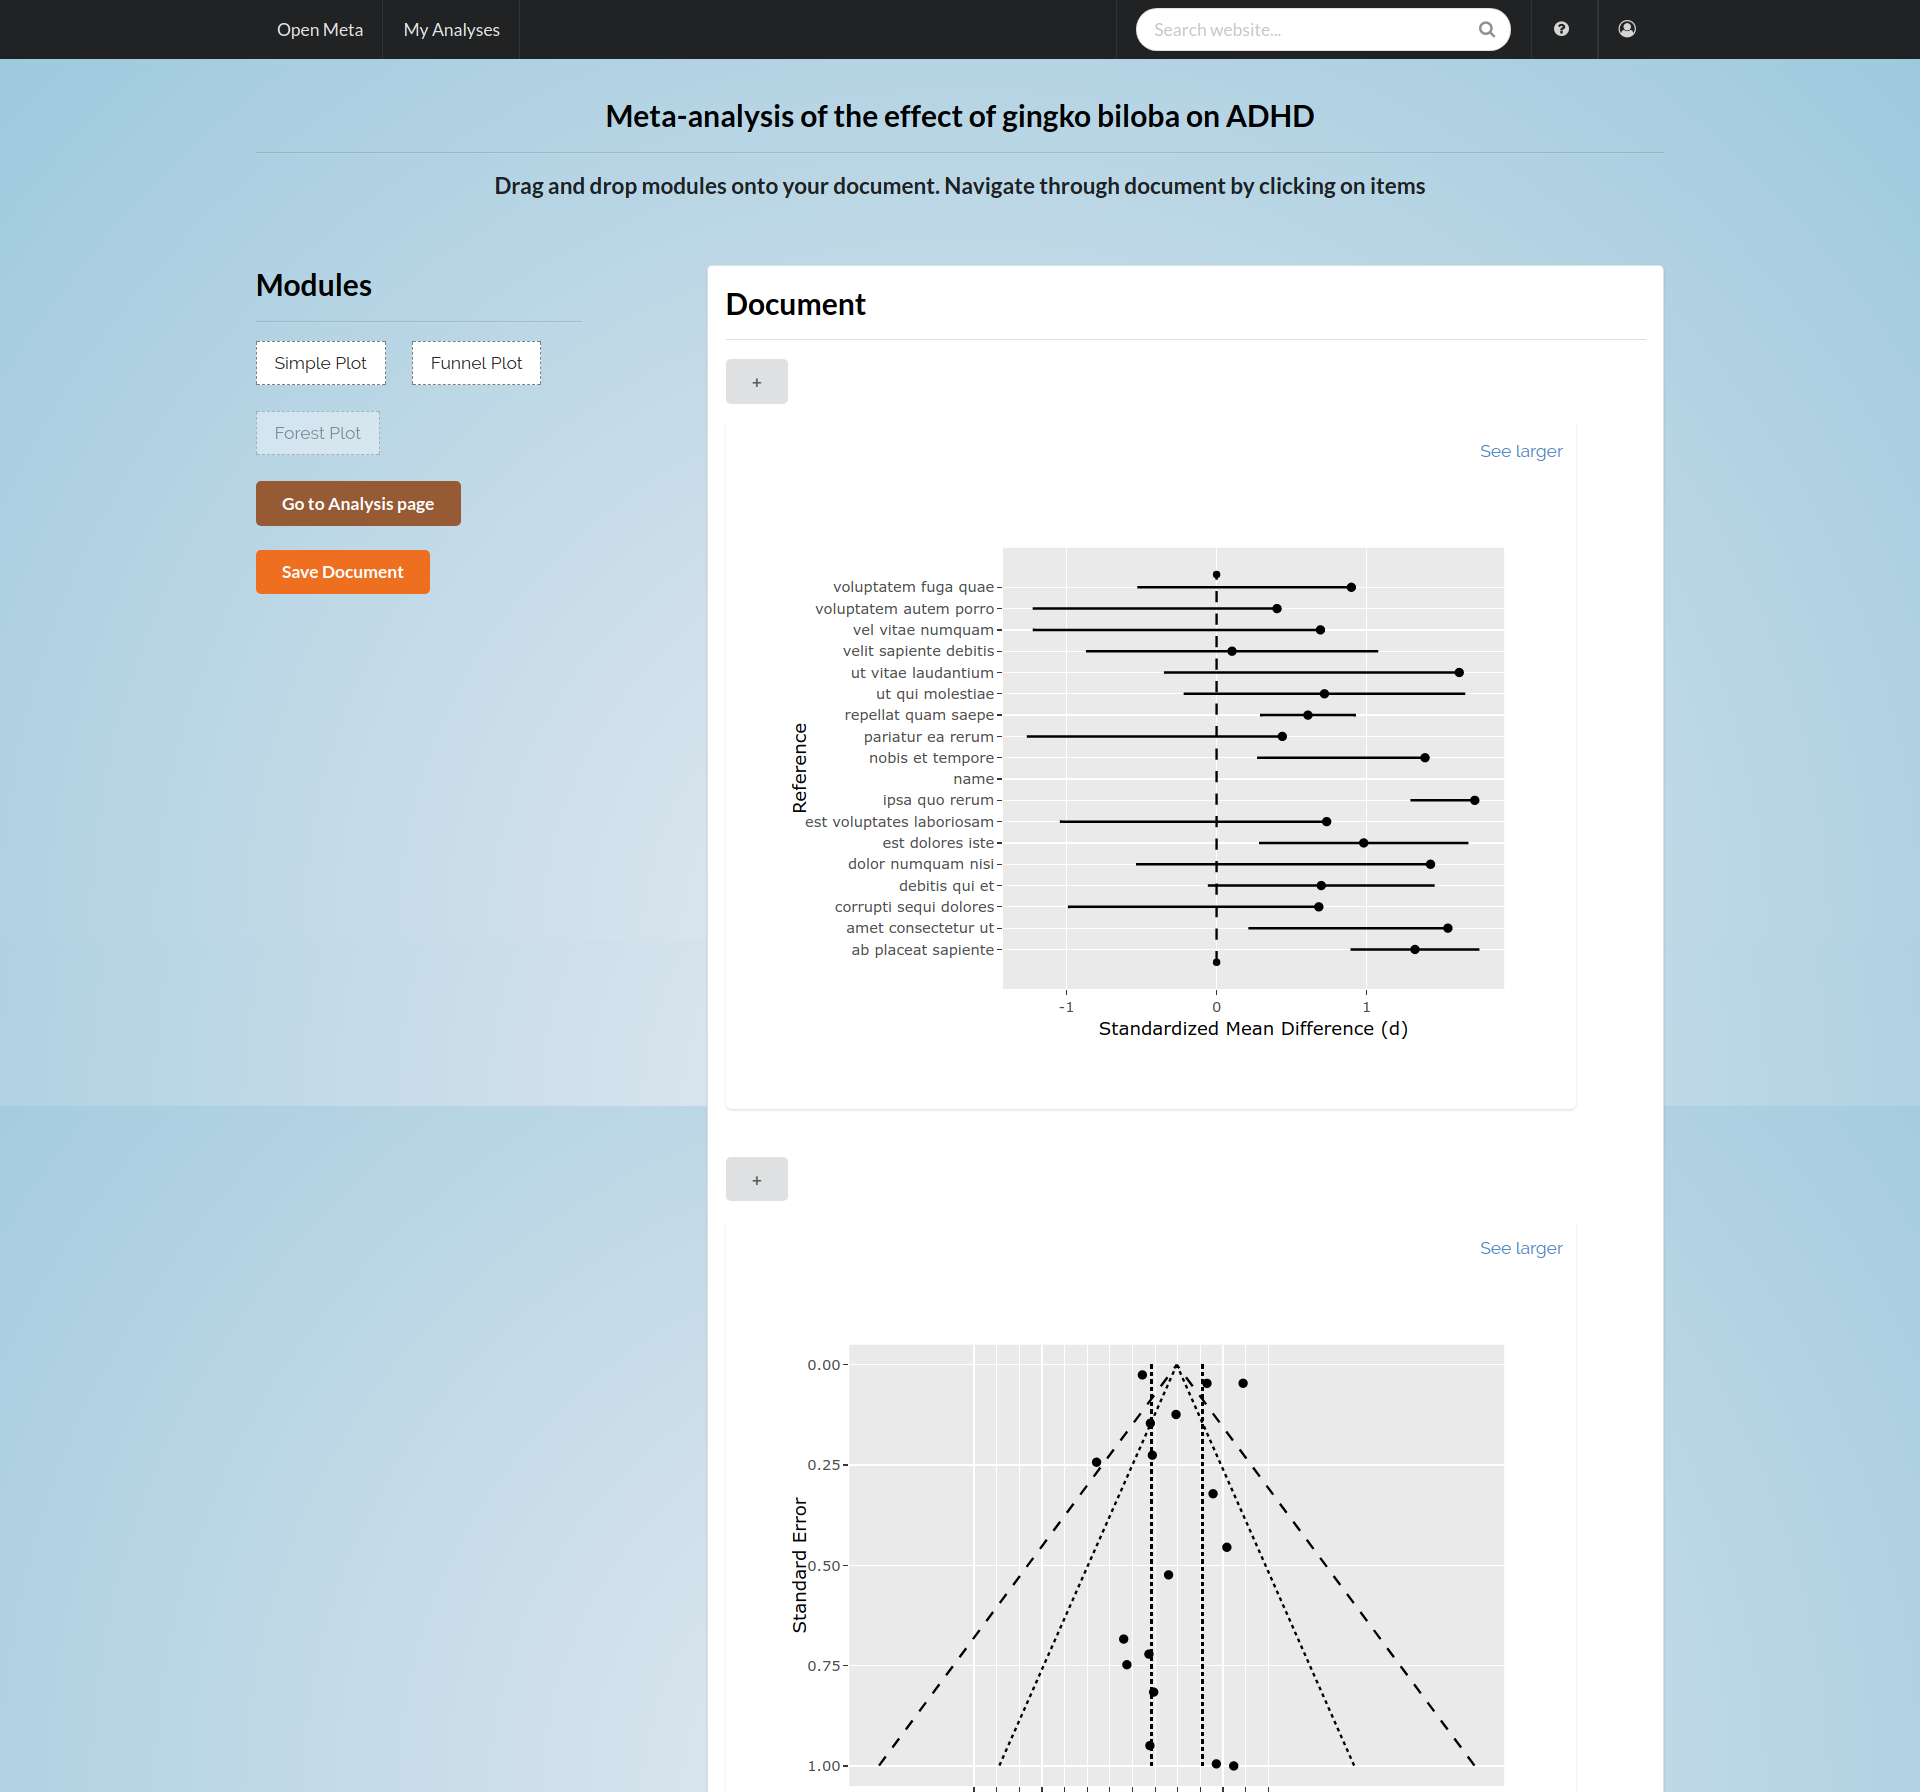 Open Meta
My Analyses
Search website...
Meta-analysis of the effect of gingko biloba on ADHD
Drag and drop modules onto your document. Navigate through document by clicking on items
Modules
Simple Plot
Funnel Plot
Forest Plot
Go to Analysis page
Save Document
Document
+
See larger
Reference
voluptatem fuga quae
voluptatem autem porro
vel vitae numquam
velit sapiente debitis
ut vitae laudantium
ut qui molestiae
repellat quam saepe
pariatur ea rerum
nobis et tempore
name
ipsa quo rerum
est voluptates laboriosam
est dolores iste
dolor numquam nisi
debitis qui et
corrupti sequi dolores
amet consectetur ut
ab placeat sapiente
-1 0 1
Standardized Mean Difference (d)
+
See larger
Standard Error
0.00
0.25
0.50
0.75
1.00